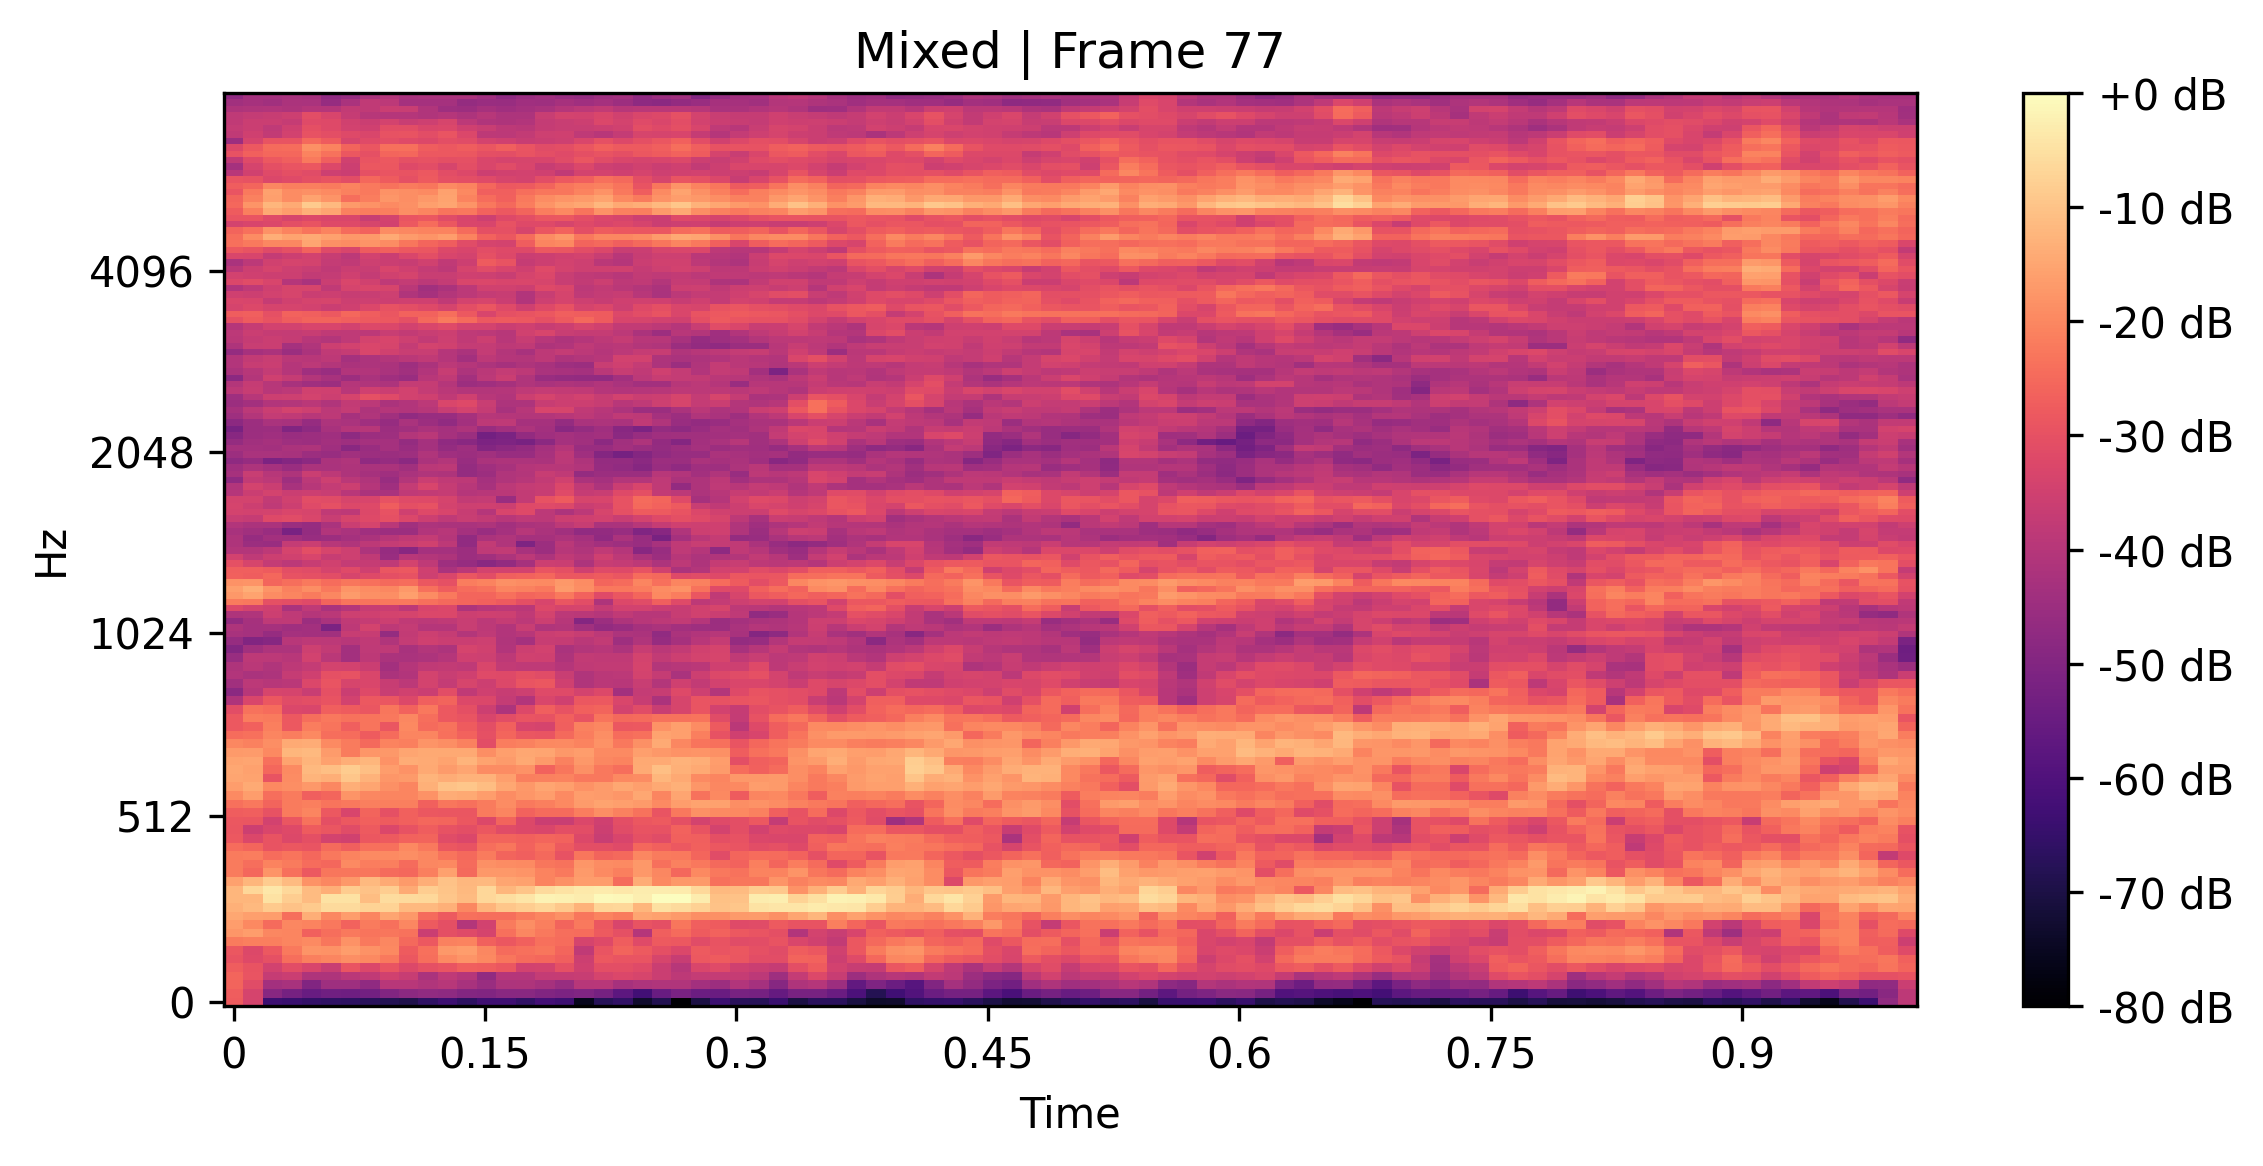 Mixed | Frame 77
Hz
4096
2048
1024
512
0
0 0.15 0.3 0.45 0.6 0.75 0.9
Time
+0 dB
-10 dB
-20 dB
-30 dB
-40 dB
-50 dB
-60 dB
-70 dB
-80 dB